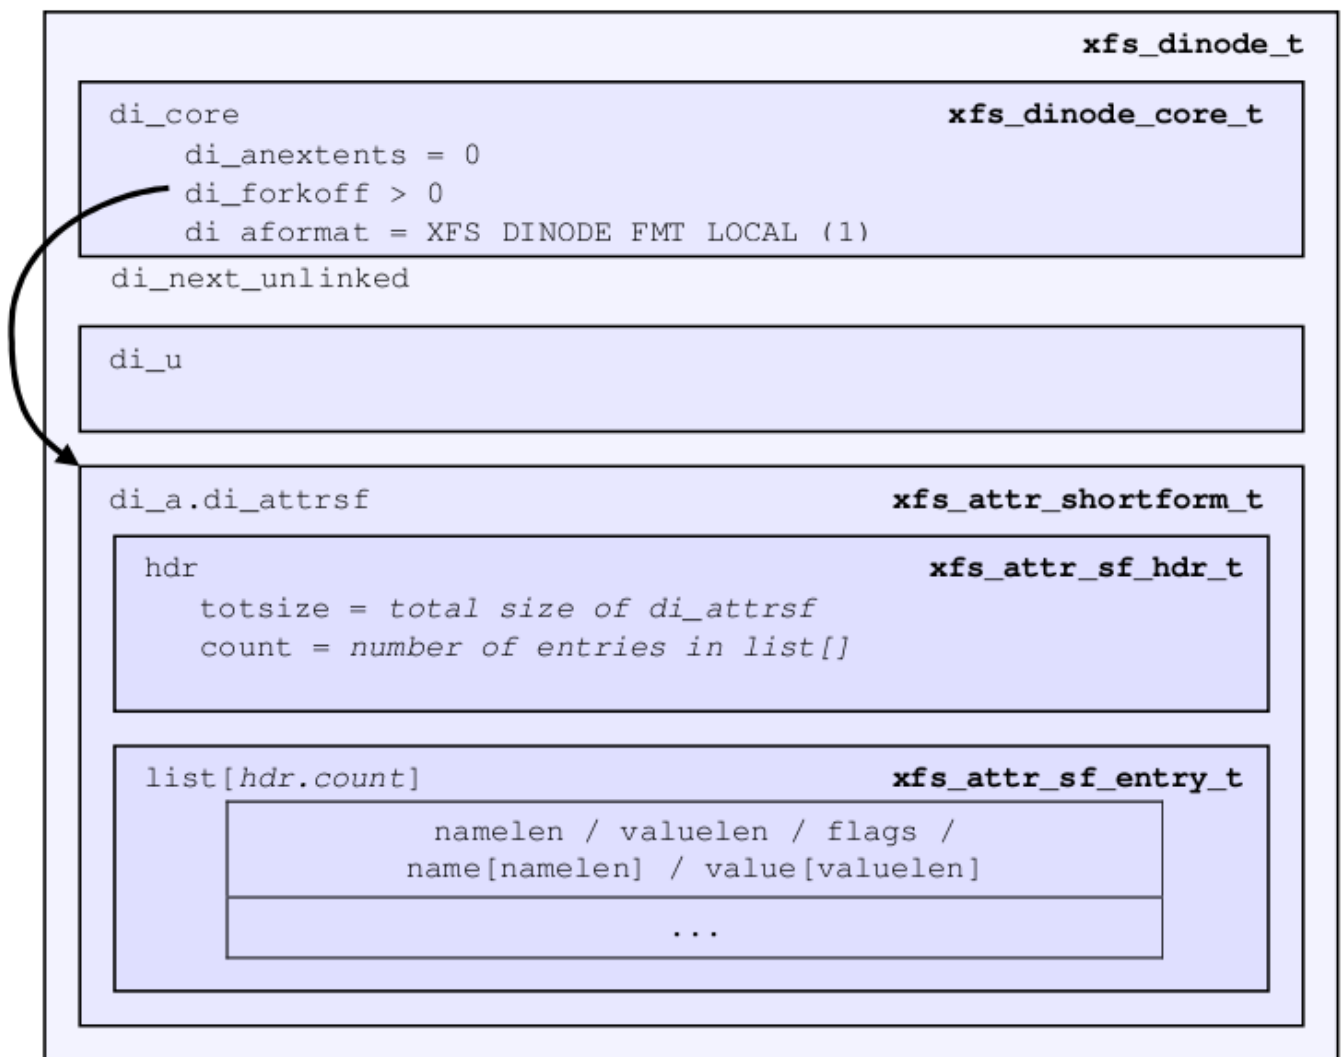 xfs_dinode_t
di_core xfs_dinode_core_t
di_anextents = 0
di_forkoff > 0
di aformat = XFS DINODE FMT LOCAL (1)
di_next_unlinked
di_u
di_a.di_attrsf xfs_attr_shortform_t
hdr xfs_attr_sf_hdr_t
totsize = total size of di_attrsf
count = number of entries in list[]
list[hdr.count] xfs_attr_sf_entry_t
namelen / valuelen / flags /
name[namelen] / value[valuelen]
...